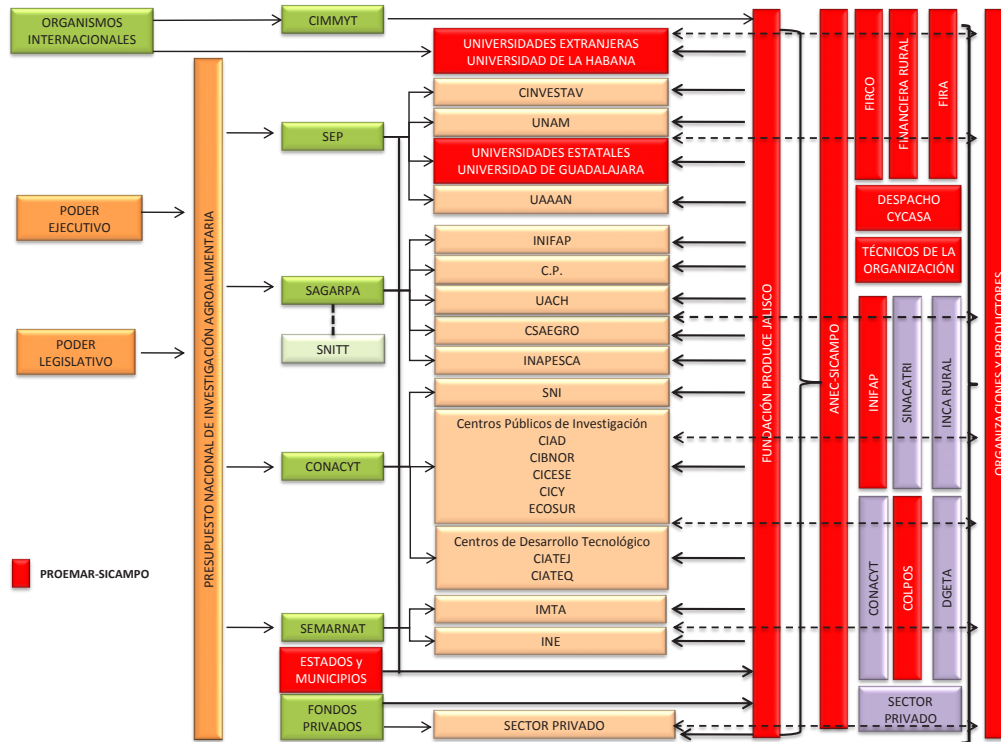 ORGANISMOS
INTERNACIONALES
CIMMYT
UNIVERSIDADES EXTRANJERAS
UNIVERSIDAD DE LA HABANA
PODER
EJECUTIVO
PODER
LEGISLATIVO
PROEMAR-SICAMPO
PRESUPUESTO NACIONAL DE INVESTIGACIÓN AGROALIMENTARIA
SEP
CINVESTAV
UNAM
UNIVERSIDADES ESTATALES
UNIVERSIDAD DE GUADALAJARA
UAAAN
SAGARPA
SNITT
INIFAP
C.P.
UACH
CSAEGRO
INAPESCA
CONACYT
SNI
Centros Públicos de Investigación
CIAD
CIBNOR
CICESE
CICY
ECOSUR
Centros de Desarrollo Tecnológico
CIATEJ
CIATEQ
SEMARNAT
IMTA
INE
ESTADOS y
MUNICIPIOS
FONDOS
PRIVADOS
SECTOR PRIVADO
FUNDACIÓN PRODUCE JALISCO
ANEC-SICAMPO
FIRCO
FINANCIERA RURAL
FIRA
DESPACHO
CYCASA
TÉCNICOS DE LA
ORGANIZACIÓN
INIFAP
SINACATRI
INCA RURAL
CONACYT
COLPOS
DGETA
SECTOR
PRIVADO
ORGANIZACIONES Y PRODUCTORES